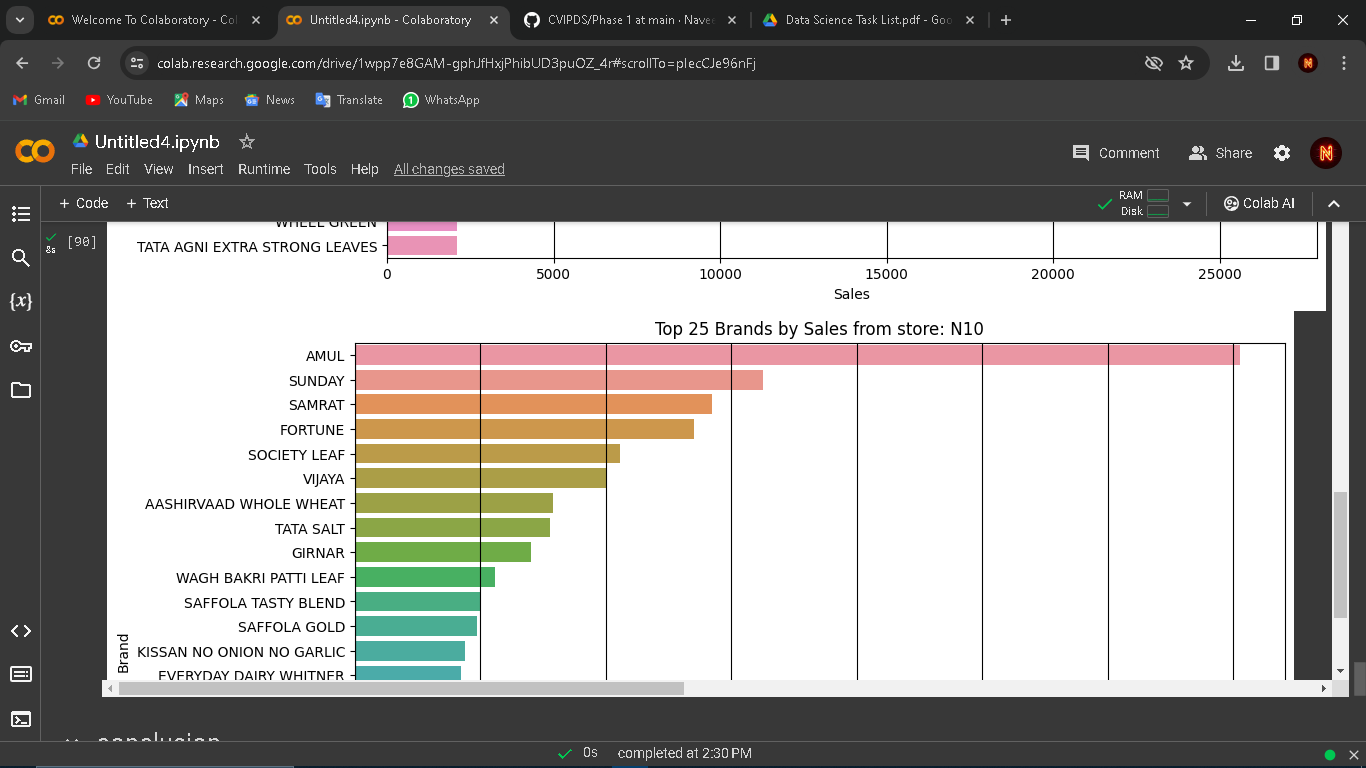 Welcome To Colaboratory - Col
Untitled4.ipynb - Colaboratory
CVIPDS/Phase 1 at main · Navee
Data Science Task List.pdf - Goo
colab.research.google.com/drive/1wpp7e8GAM-gphJfHxjPhibUD3puOZ_4r#scrollTo=pIecCJe96nFj
Gmail YouTube Maps News Translate WhatsApp
Untitled4.ipynb
File Edit View Insert Runtime Tools Help All changes saved
Comment Share
+ Code + Text
RAM
Disk
Colab AI
[90]
8s
WHEEL GREEN
TATA AGNI EXTRA STRONG LEAVES
0 5000 10000 15000 20000 25000
Sales
Top 25 Brands by Sales from store: N10
AMUL
SUNDAY
SAMRAT
FORTUNE
SOCIETY LEAF
VIJAYA
AASHIRVAAD WHOLE WHEAT
TATA SALT
GIRNAR
WAGH BAKRI PATTI LEAF
SAFFOLA TASTY BLEND
SAFFOLA GOLD
KISSAN NO ONION NO GARLIC
EVERYDAY DAIRY WHITNER
Brand
conclusion
0s completed at 2:30 PM